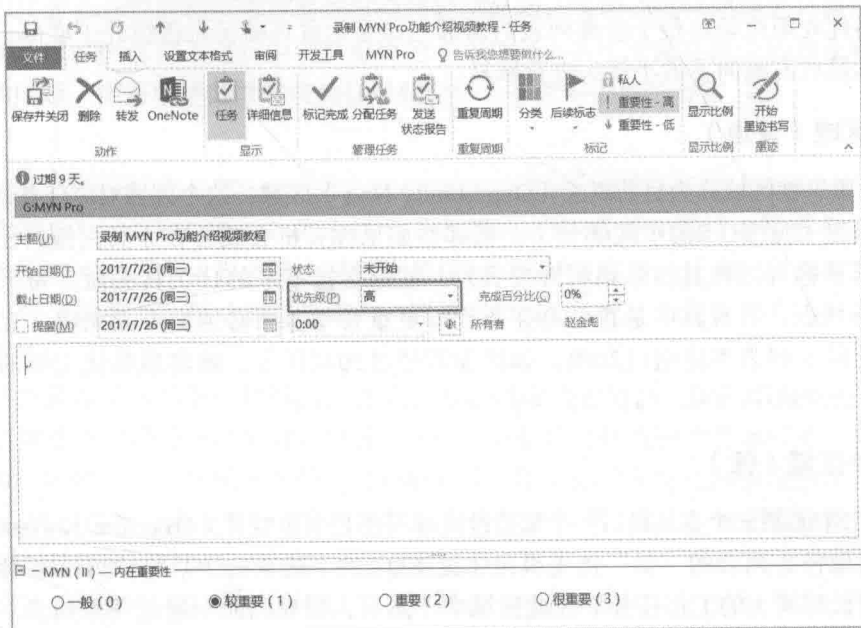 录制 MYN Pro功能介绍视频教程 - 任务
文件 任务 插入 设置文本格式 审阅 开发工具 MYN Pro 告诉我您想要做什么...
保存并关闭 删除 转发 OneNote 任务 详细信息 标记完成 分配任务 发送状态报告 重复周期 分类 后续标志 私人 重要性 - 高 重要性 - 低 显示比例 开始墨迹书写
动作 显示 管理任务 重复周期 标记 显示比例 墨迹
过期 9 天。
G:MYN Pro
主题(U) 录制 MYN Pro功能介绍视频教程
开始日期(T) 2017/7/26 (周三) 状态 未开始
截止日期(D) 2017/7/26 (周三) 优先级(P) 高 完成百分比(C) 0%
提醒(M) 2017/7/26 (周三) 0:00 所有者 赵金彪
MYN ( II ) — 内在重要性
一般 ( 0 ) 较重要 ( 1 ) 重要 ( 2 ) 很重要 ( 3 )